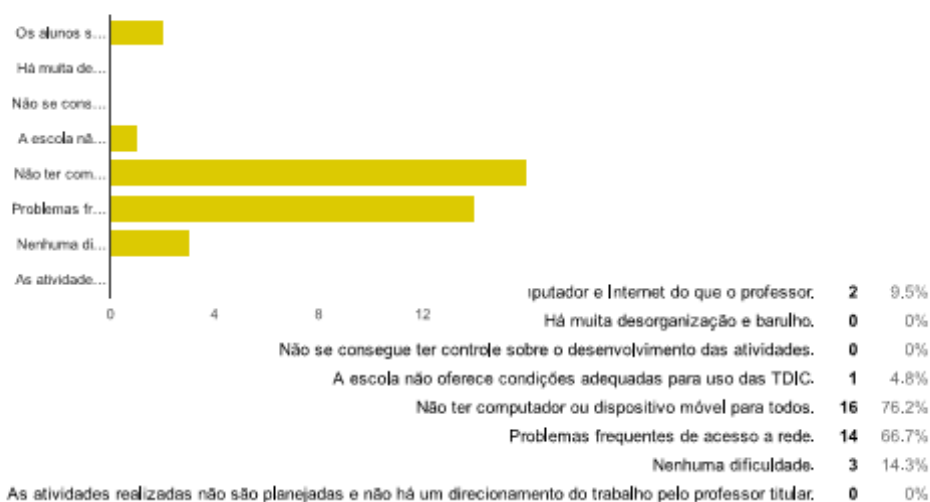 Os alunos s...
Há muita de...
Não se cons...
A escola nã...
Não ter com...
Problemas fr...
Nenhuma di...
As atividade...
0 4 8 12
putador e Internet do que o professor. 2 9.5%
Há muita desorganização e barulho. 0 0%
Não se consegue ter controle sobre o desenvolvimento das atividades. 0 0%
A escola não oferece condições adequadas para uso das TDIC. 1 4.8%
Não ter computador ou dispositivo móvel para todos. 16 76.2%
Problemas frequentes de acesso a rede. 14 66.7%
Nenhuma dificuldade. 3 14.3%
As atividades realizadas não são planejadas e não há um direcionamento do trabalho pelo professor titular. 0 0%